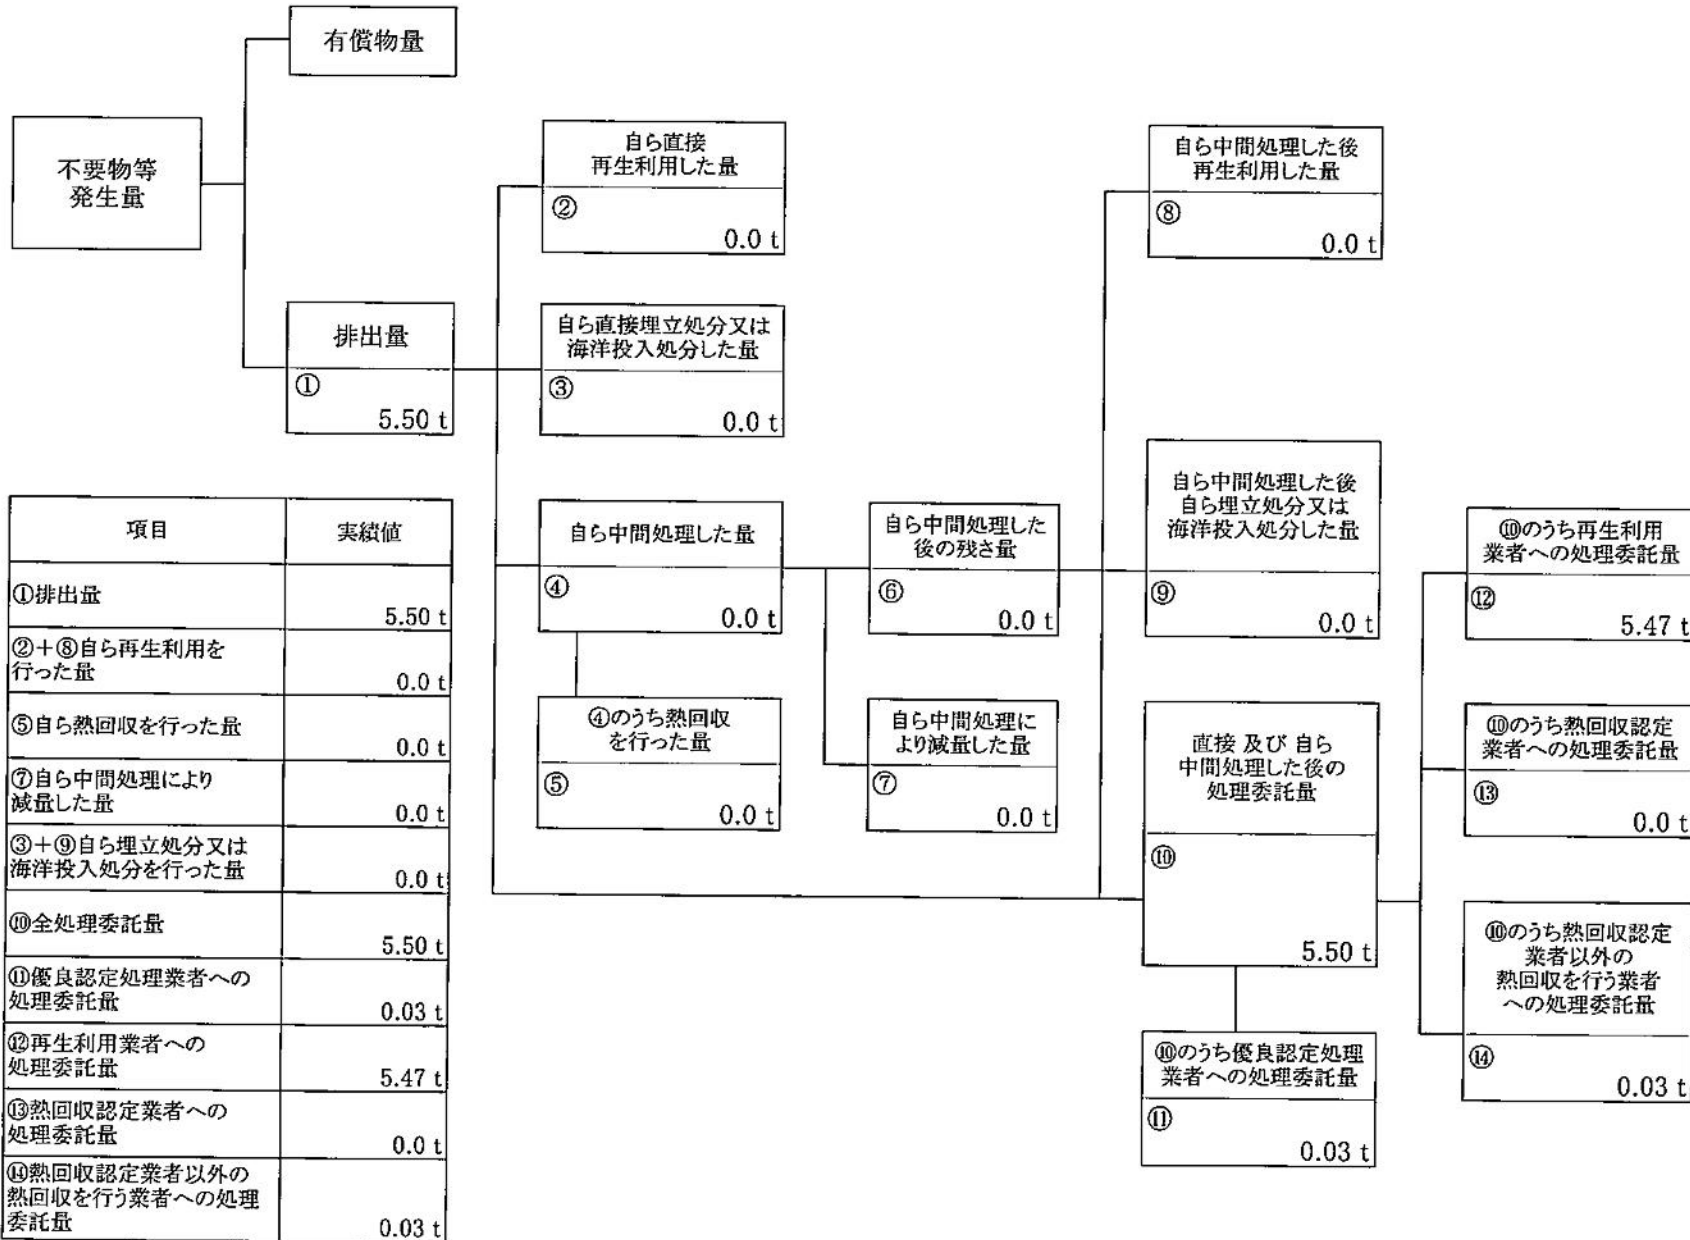 有償物量
不要物等
発生量
自ら直接
再生利用した量
②
0.0 t
自ら中間処理した後
再生利用した量
⑧
0.0 t
排出量
①
5.50 t
自ら直接埋立処分又は
海洋投入処分した量
③
0.0 t
自ら中間処理した量
④
0.0 t
自ら中間処理した
後の残さ量
⑥
0.0 t
自ら中間処理した後
自ら埋立処分又は
海洋投入処分した量
⑨
0.0 t
⑩のうち再生利用
業者への処理委託量
⑫
5.47 t
④のうち熱回収
を行った量
⑤
0.0 t
自ら中間処理に
より減量した量
⑦
0.0 t
直接 及び 自ら
中間処理した後の
処理委託量
⑩
5.50 t
⑩のうち熱回収認定
業者への処理委託量
⑬
0.0 t
⑩のうち熱回収認定
業者以外の
熱回収を行う業者
への処理委託量
⑭
0.03 t
⑩のうち優良認定処理
業者への処理委託量
⑪
0.03 t
項目 実績値
①排出量
5.50 t
②+⑧自ら再生利用を
行った量
0.0 t
⑤自ら熱回収を行った量
0.0 t
⑦自ら中間処理により
減量した量
0.0 t
③+⑨自ら埋立処分又は
海洋投入処分を行った量
0.0 t
⑩全処理委託量
5.50 t
⑪優良認定処理業者への
処理委託量
0.03 t
⑫再生利用業者への
処理委託量
5.47 t
⑬熱回収認定業者への
処理委託量
0.0 t
⑭熱回収認定業者以外の
熱回収を行う業者への処理
委託量
0.03 t